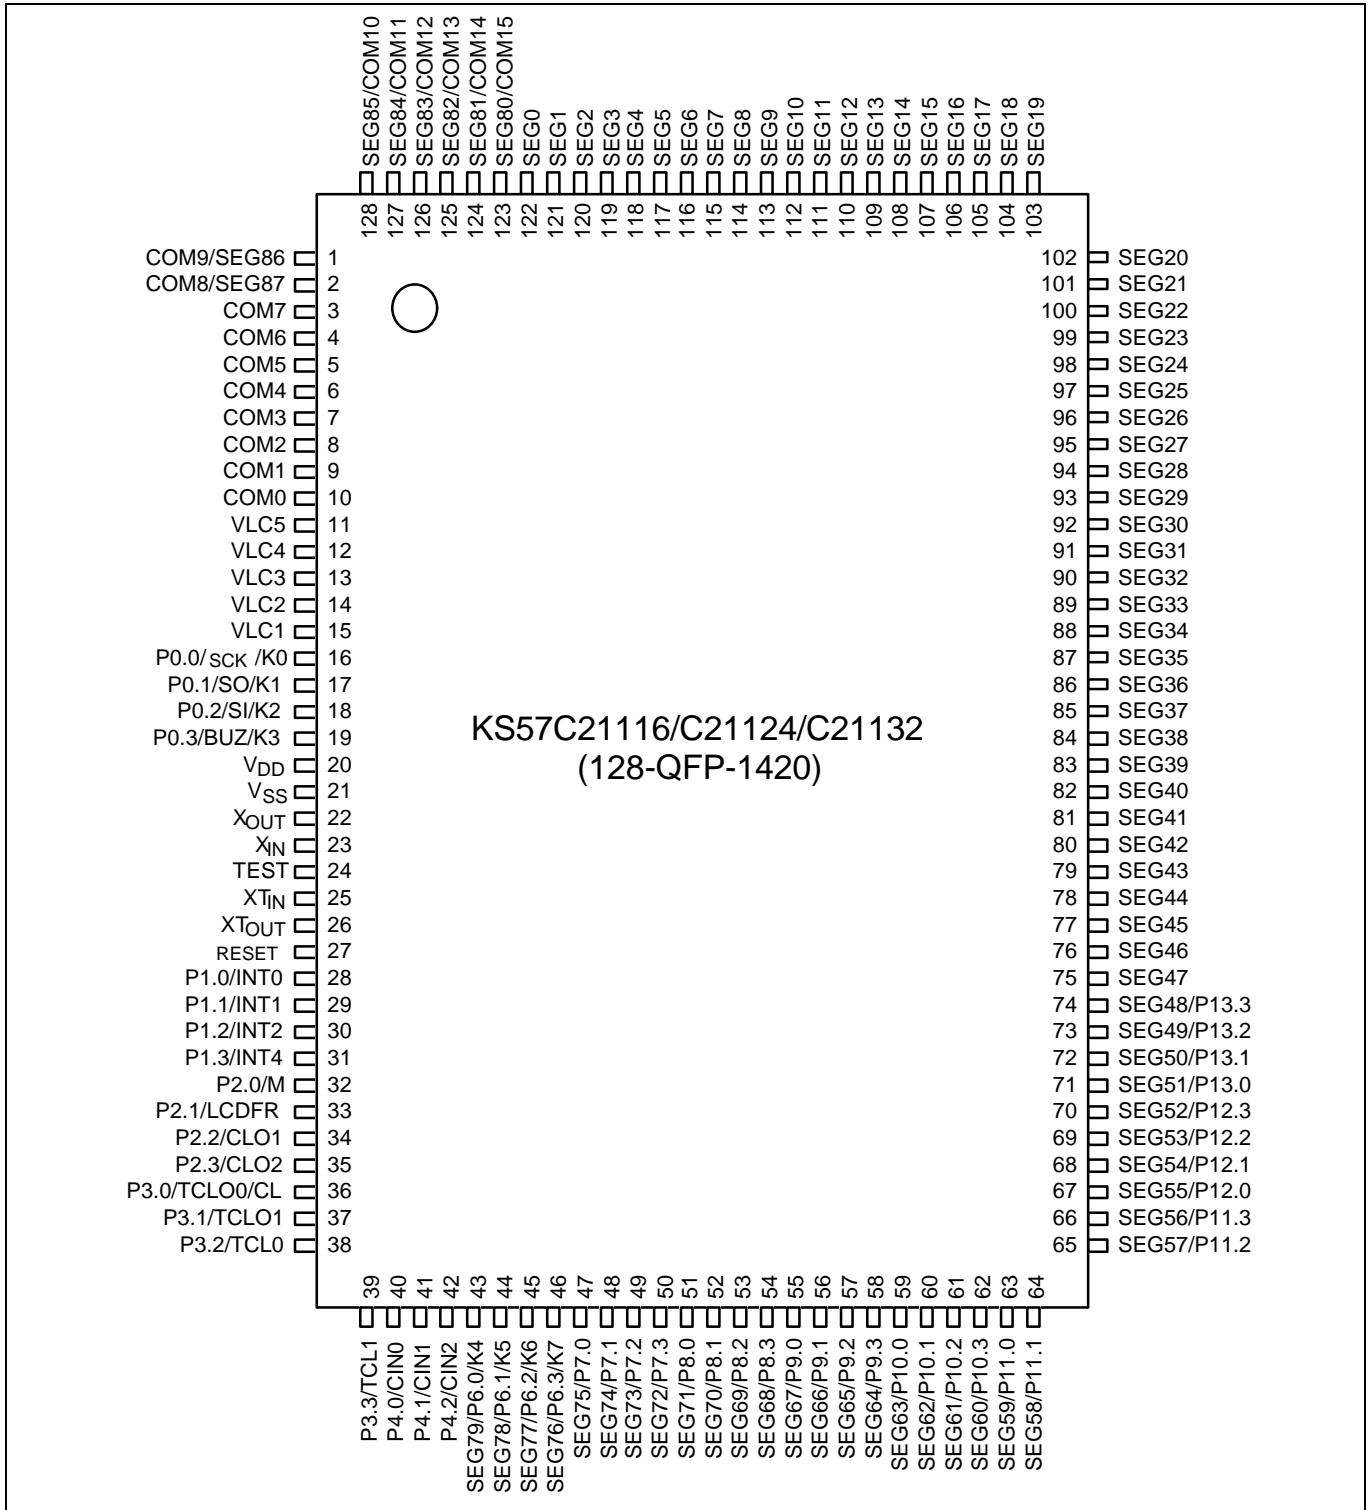 SEG85/COM10
SEG84/COM11
SEG83/COM12
SEG82/COM13
SEG81/COM14
SEG80/COM15
SEG0
SEG1
SEG2
SEG3
SEG4
SEG5
SEG6
SEG7
SEG8
SEG9
SEG10
SEG11
SEG12
SEG13
SEG14
SEG15
SEG16
SEG17
SEG18
SEG19
128
127
126
125
124
123
122
121
120
119
118
117
116
115
114
113
112
111
110
109
108
107
106
105
104
103
COM9/SEG86 1
COM8/SEG87 2
COM7 3
COM6 4
COM5 5
COM4 6
COM3 7
COM2 8
COM1 9
COM0 10
VLC5 11
VLC4 12
VLC3 13
VLC2 14
VLC1 15
P0.0/SCK /K0 16
P0.1/SO/K1 17
P0.2/SI/K2 18
P0.3/BUZ/K3 19
VDD 20
VSS 21
XOUT 22
XIN 23
TEST 24
XTIN 25
XTOUT 26
RESET 27
P1.0/INT0 28
P1.1/INT1 29
P1.2/INT2 30
P1.3/INT4 31
P2.0/M 32
P2.1/LCDFR 33
P2.2/CLO1 34
P2.3/CLO2 35
P3.0/TCLO0/CL 36
P3.1/TCLO1 37
P3.2/TCL0 38
KS57C21116/C21124/C21132
(128-QFP-1420)
102 SEG20
101 SEG21
100 SEG22
99 SEG23
98 SEG24
97 SEG25
96 SEG26
95 SEG27
94 SEG28
93 SEG29
92 SEG30
91 SEG31
90 SEG32
89 SEG33
88 SEG34
87 SEG35
86 SEG36
85 SEG37
84 SEG38
83 SEG39
82 SEG40
81 SEG41
80 SEG42
79 SEG43
78 SEG44
77 SEG45
76 SEG46
75 SEG47
74 SEG48/P13.3
73 SEG49/P13.2
72 SEG50/P13.1
71 SEG51/P13.0
70 SEG52/P12.3
69 SEG53/P12.2
68 SEG54/P12.1
67 SEG55/P12.0
66 SEG56/P11.3
65 SEG57/P11.2
39
40
41
42
43
44
45
46
47
48
49
50
51
52
53
54
55
56
57
58
59
60
61
62
63
64
P3.3/TCL1
P4.0/CIN0
P4.1/CIN1
P4.2/CIN2
SEG79/P6.0/K4
SEG78/P6.1/K5
SEG77/P6.2/K6
SEG76/P6.3/K7
SEG75/P7.0
SEG74/P7.1
SEG73/P7.2
SEG72/P7.3
SEG71/P8.0
SEG70/P8.1
SEG69/P8.2
SEG68/P8.3
SEG67/P9.0
SEG66/P9.1
SEG65/P9.2
SEG64/P9.3
SEG63/P10.0
SEG62/P10.1
SEG61/P10.2
SEG60/P10.3
SEG59/P11.0
SEG58/P11.1